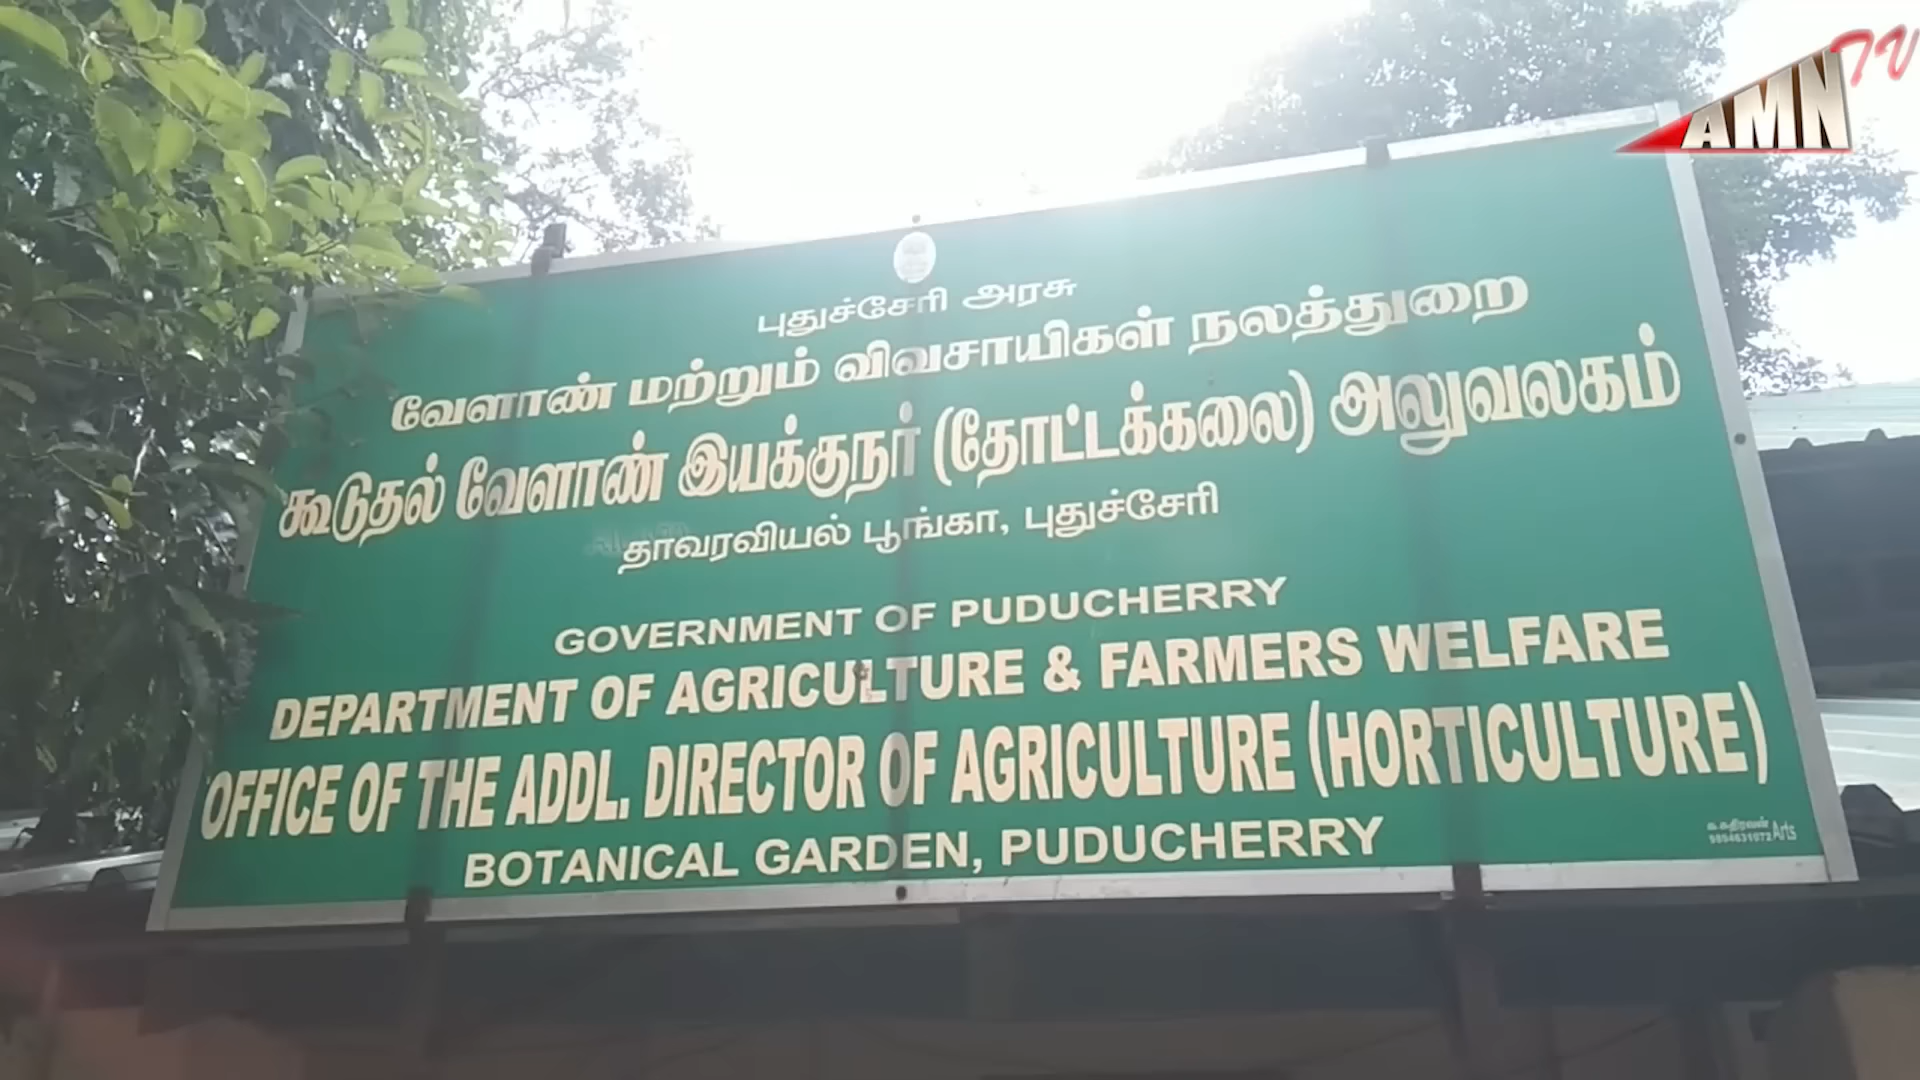 AMN TV
புதுச்சேரி அரசு
வேளாண் மற்றும் விவசாயிகள் நலத்துறை
கூடுதல் வேளாண் இயக்குநர் (தோட்டக்கலை) அலுவலகம்
தாவரவியல் பூங்கா, புதுச்சேரி
GOVERNMENT OF PUDUCHERRY
DEPARTMENT OF AGRICULTURE & FARMERS WELFARE
OFFICE OF THE ADDL. DIRECTOR OF AGRICULTURE (HORTICULTURE)
BOTANICAL GARDEN, PUDUCHERRY
Arts